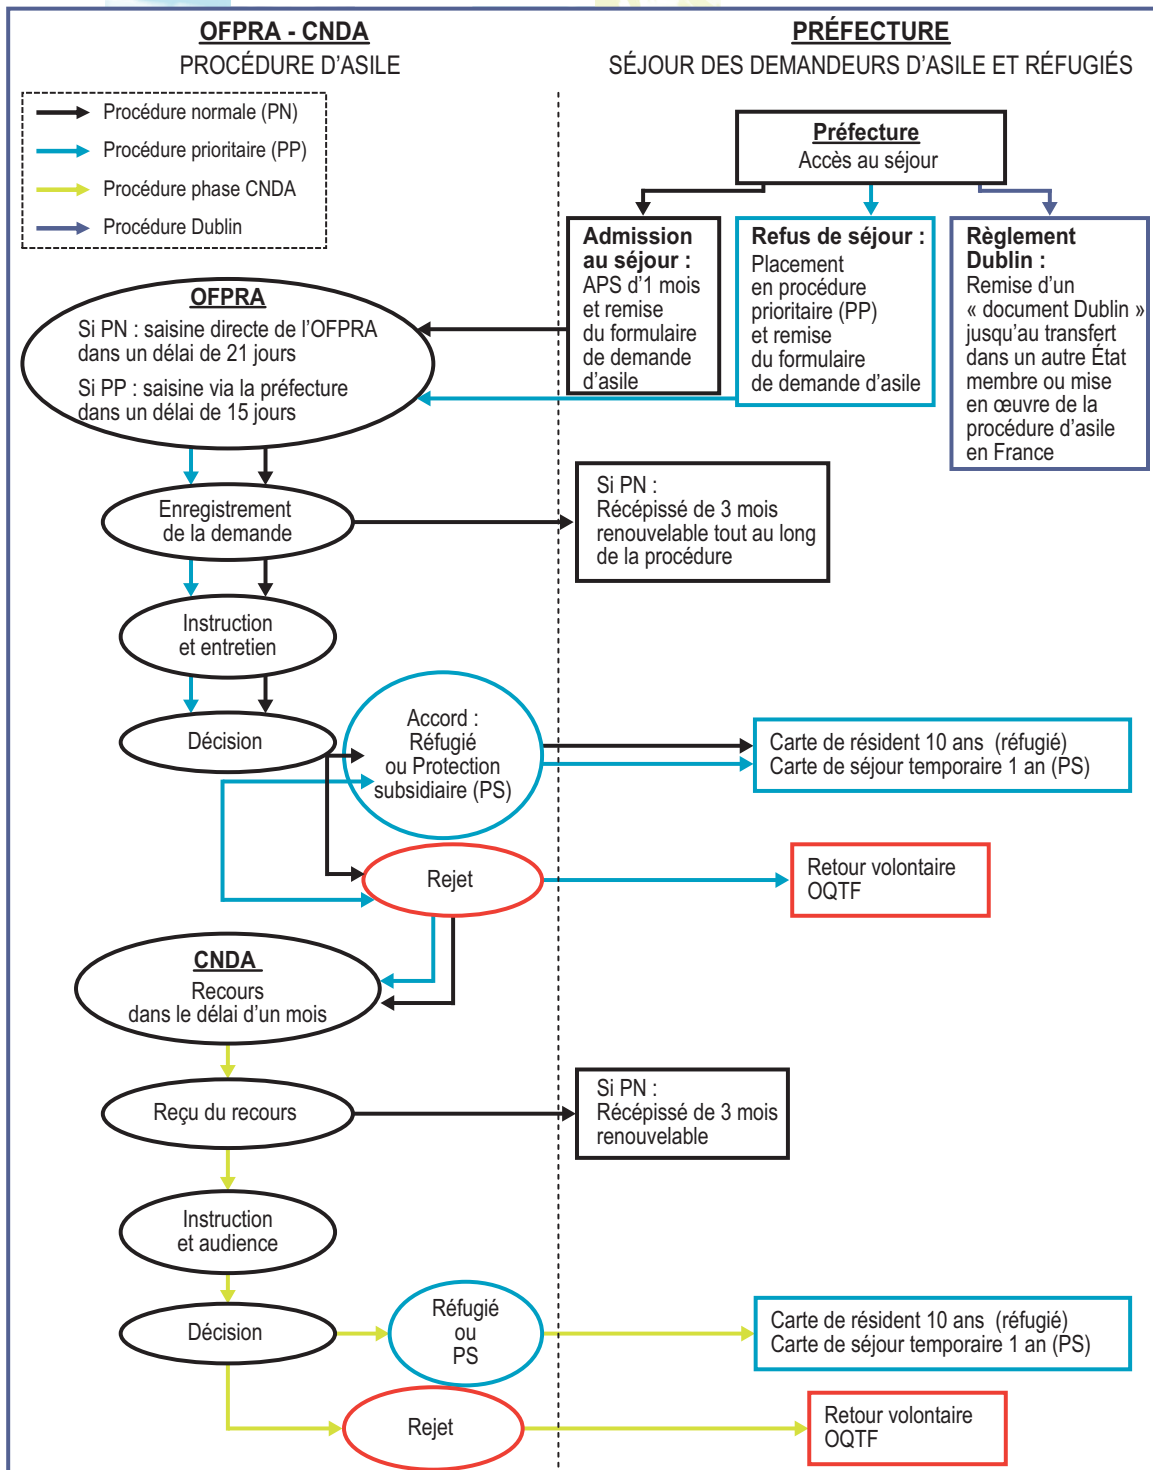 OFPRA - CNDA
PROCÉDURE D'ASILE
PRÉFECTURE
SÉJOUR DES DEMANDEURS D'ASILE ET RÉFUGIÉS
Procédure normale (PN)
Procédure prioritaire (PP)
Procédure phase CNDA
Procédure Dublin
Préfecture
Accès au séjour
Admission
au séjour :
APS d'1 mois
et remise
du formulaire
de demande
d'asile
Refus de séjour :
Placement
en procédure
prioritaire (PP)
et remise
du formulaire
de demande d'asile
Règlement
Dublin :
Remise d'un
« document Dublin »
jusqu'au transfert
dans un autre État
membre ou mise
en œuvre de la
procédure d'asile
en France
OFPRA
Si PN : saisine directe de l'OFPRA
dans un délai de 21 jours
Si PP : saisine via la préfecture
dans un délai de 15 jours
Enregistrement
de la demande
Si PN :
Récépissé de 3 mois
renouvelable tout au long
de la procédure
Instruction
et entretien
Décision
Accord :
Réfugié
ou Protection
subsidiaire (PS)
Carte de résident 10 ans (réfugié)
Carte de séjour temporaire 1 an (PS)
Rejet
Retour volontaire
OQTF
CNDA
Recours
dans le délai d'un mois
Reçu du recours
Si PN :
Récépissé de 3 mois
renouvelable
Instruction
et audience
Décision
Réfugié
ou
PS
Carte de résident 10 ans (réfugié)
Carte de séjour temporaire 1 an (PS)
Rejet
Retour volontaire
OQTF